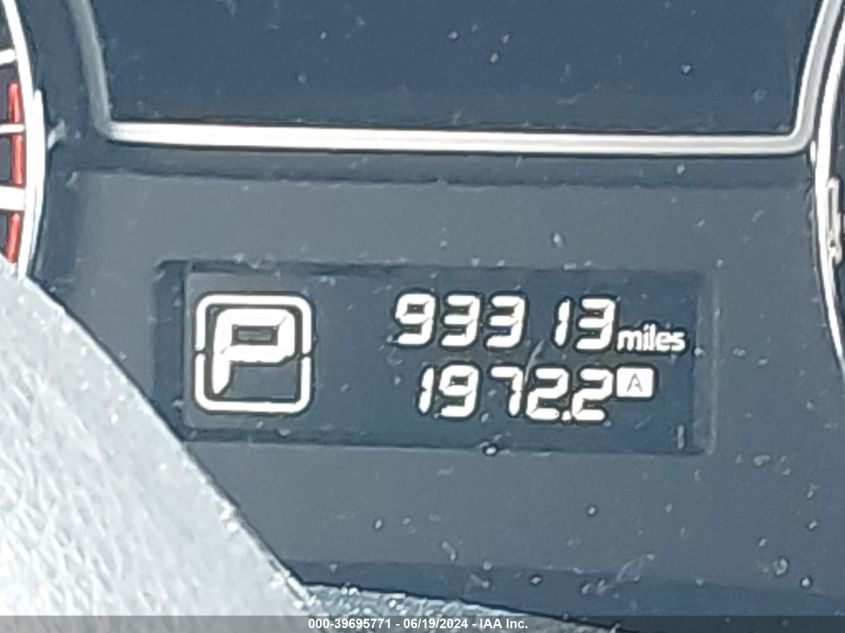 P
93313 miles
1972.2 A
000-39695771 - 06/19/2024 - IAA Inc.